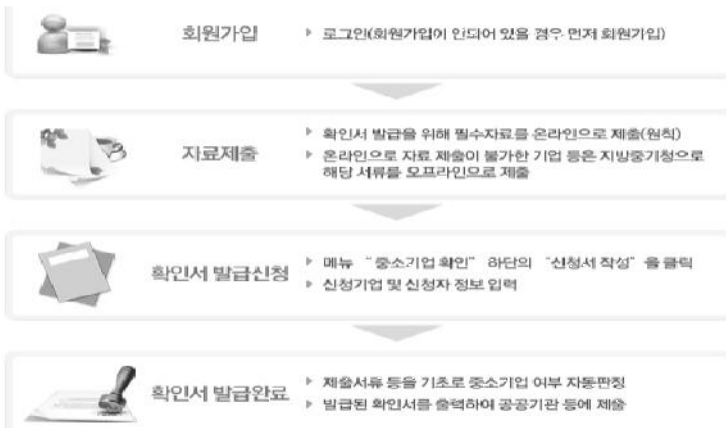 회원가입
로그인(회원가입이 안되어 있을 경우 먼저 회원가입)
자료제출
확인서 발급을 위해 필수자료를 온라인으로 제출(원칙)
온라인으로 자료 제출이 불가한 기업 등은 지방중기청으로
해당 서류를 오프라인으로 제출
확인서 발급신청
메뉴 “중소기업 확인” 하단의 “신청서 작성” 을 클릭
신청기업 및 신청자 정보 입력
확인서 발급완료
제출서류 등을 기초로 중소기업 여부 자동판정
발급된 확인서를 출력하여 공공기관 등에 제출